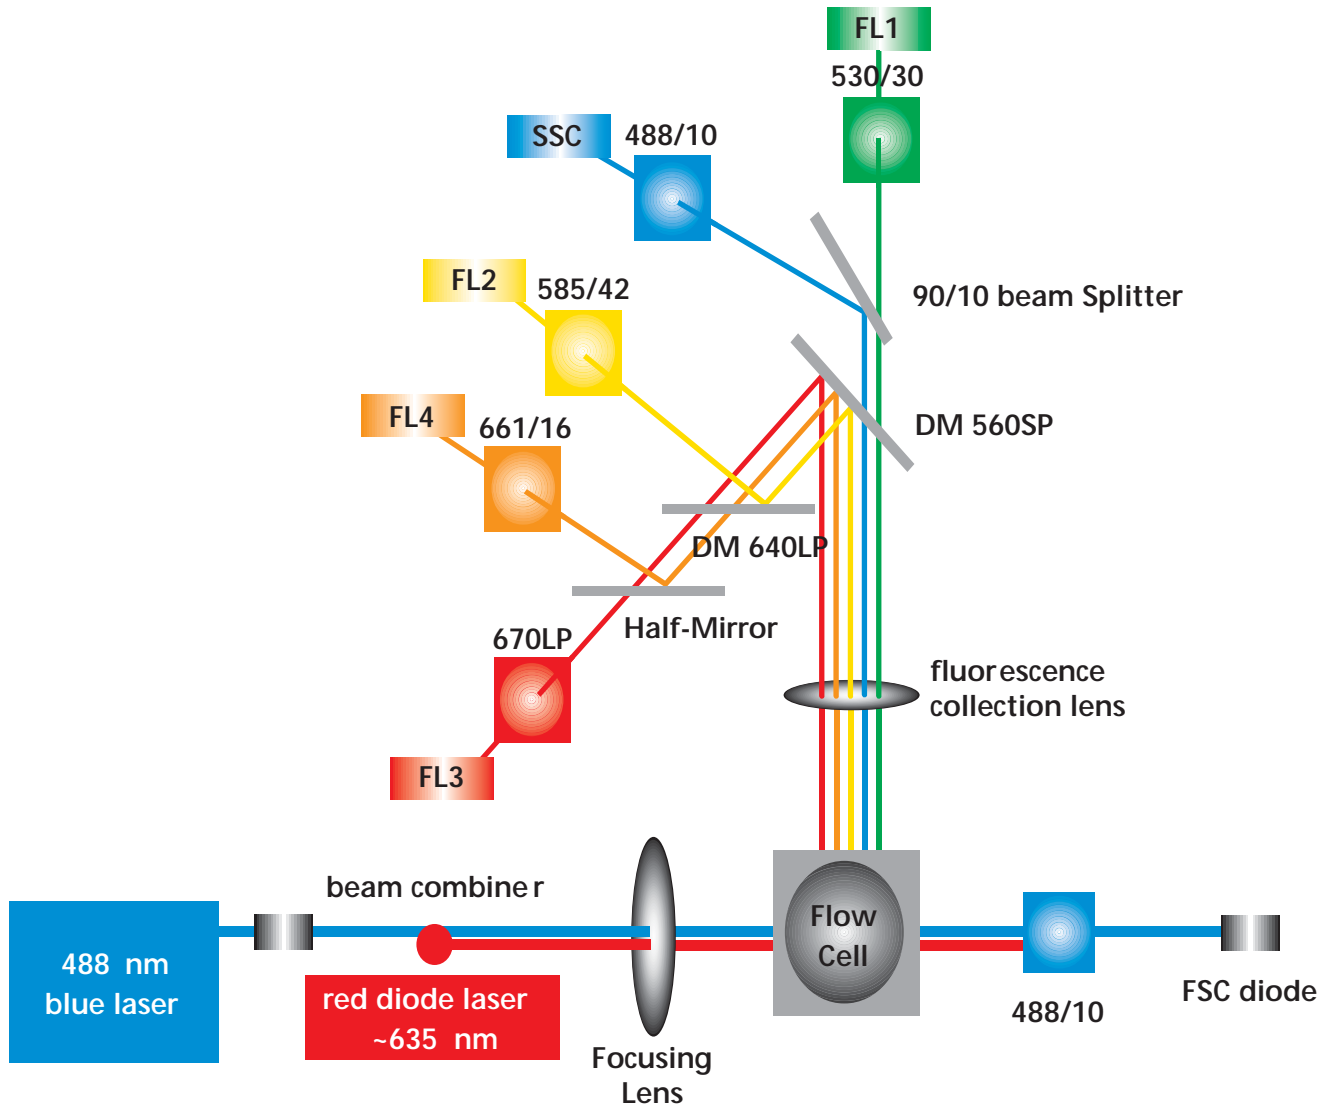 FL1
530/30
SSC
488/10
90/10 beam Splitter
FL2
585/42
DM 560SP
FL4
661/16
DM 640LP
Half-Mirror
670LP
fluorescence
collection lens
FL3
beam combiner
488 nm
blue laser
red diode laser
~635 nm
Focusing
Lens
Flow
Cell
488/10
FSC diode